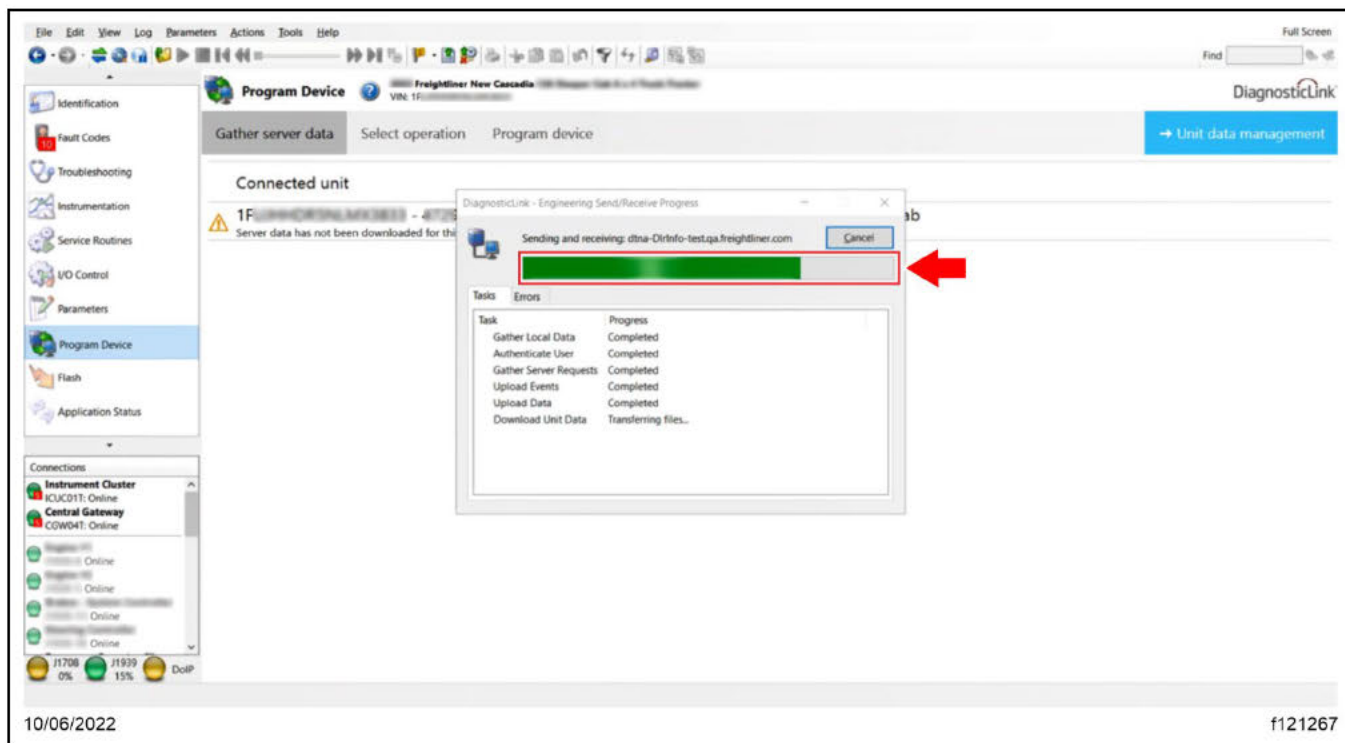 File Edit View Log Parameters Actions Tools Help
Full Screen
Find
Identification
Fault Codes
10
Troubleshooting
Instrumentation
Service Routines
I/O Control
Parameters
Program Device
Flash
Application Status
Program Device
Freightliner New Cascadia
VIN: 1F
DiagnosticLink
Gather server data Select operation Program device
→ Unit data management
Connected unit
1F
ab
Server data has not been downloaded for thi
DiagnosticLink - Engineering Send/Receive Progress
Sending and receiving: dtna-DirInfo-test.qa.freightliner.com
Cancel
Tasks Errors
Task Progress
Gather Local Data Completed
Authenticate User Completed
Gather Server Requests Completed
Upload Events Completed
Upload Data Completed
Download Unit Data Transferring files...
Connections
Instrument Cluster
ICUC01T: Online
Central Gateway
CGW04T: Online
Online
Online
Online
Online
J1708 J1939 DoIP
0% 15%
10/06/2022
f121267